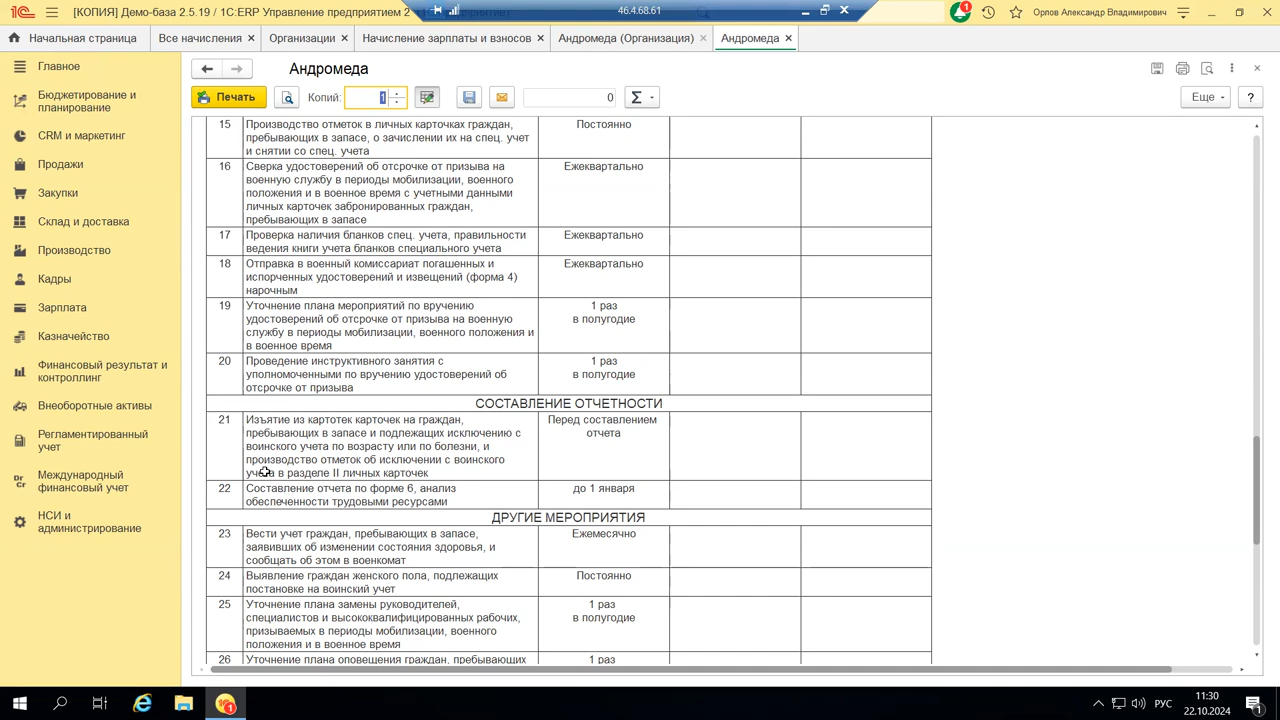 [КОПИЯ] Демо-база 2.5.19 / 1С:ERP Управление предприятием 2
46.4.68.61
1
Орлов Александр Владимирович
Начальная страница
Все начисления
Организации
Начисление зарплаты и взносов
Андромеда (Организация)
Андромеда
Главное
Бюджетирование и
планирование
CRM и маркетинг
Продажи
Закупки
Склад и доставка
Производство
Кадры
Зарплата
Казначейство
Финансовый результат и
контроллинг
Внеоборотные активы
Регламентированный
учет
Международный
финансовый учет
НСИ и
администрирование
Андромеда
Печать
Копий:
1
0
Σ
Еще
?
15 Производство отметок в личных карточках граждан, Постоянно
пребывающих в запасе, о зачислении их на спец. учет
и снятии со спец. учета
16 Сверка удостоверений об отсрочке от призыва на Ежеквартально
военную службу в периоды мобилизации, военного
положения и в военное время с учетными данными
личных карточек забронированных граждан,
пребывающих в запасе
17 Проверка наличия бланков спец. учета, правильности Ежеквартально
ведения книги учета бланков специального учета
18 Отправка в военный комиссариат погашенных и Ежеквартально
испорченных удостоверений и извещений (форма 4)
нарочным
19 Уточнение плана мероприятий по вручению 1 раз
удостоверений об отсрочке от призыва на военную в полугодие
службу в периоды мобилизации, военного положения и
в военное время
20 Проведение инструктивного занятия с 1 раз
уполномоченными по вручению удостоверений об в полугодие
отсрочке от призыва
СОСТАВЛЕНИЕ ОТЧЕТНОСТИ
21 Изъятие из картотек карточек на граждан, Перед составлением
пребывающих в запасе и подлежащих исключению с отчета
воинского учета по возрасту или по болезни, и
производство отметок об исключении с воинского
учета в разделе II личных карточек
22 Составление отчета по форме 6, анализ до 1 января
обеспеченности трудовыми ресурсами
ДРУГИЕ МЕРОПРИЯТИЯ
23 Вести учет граждан, пребывающих в запасе, Ежемесячно
заявивших об изменении состояния здоровья, и
сообщать об этом в военкомат
24 Выявление граждан женского пола, подлежащих Постоянно
постановке на воинский учет
25 Уточнение плана замены руководителей, 1 раз
специалистов и высококвалифицированных рабочих, в полугодие
призываемых в периоды мобилизации, военного
положения и в военное время
26 Уточнение плана оповещения граждан, пребывающих 1 раз
РУС
11:30
22.10.2024
1
1